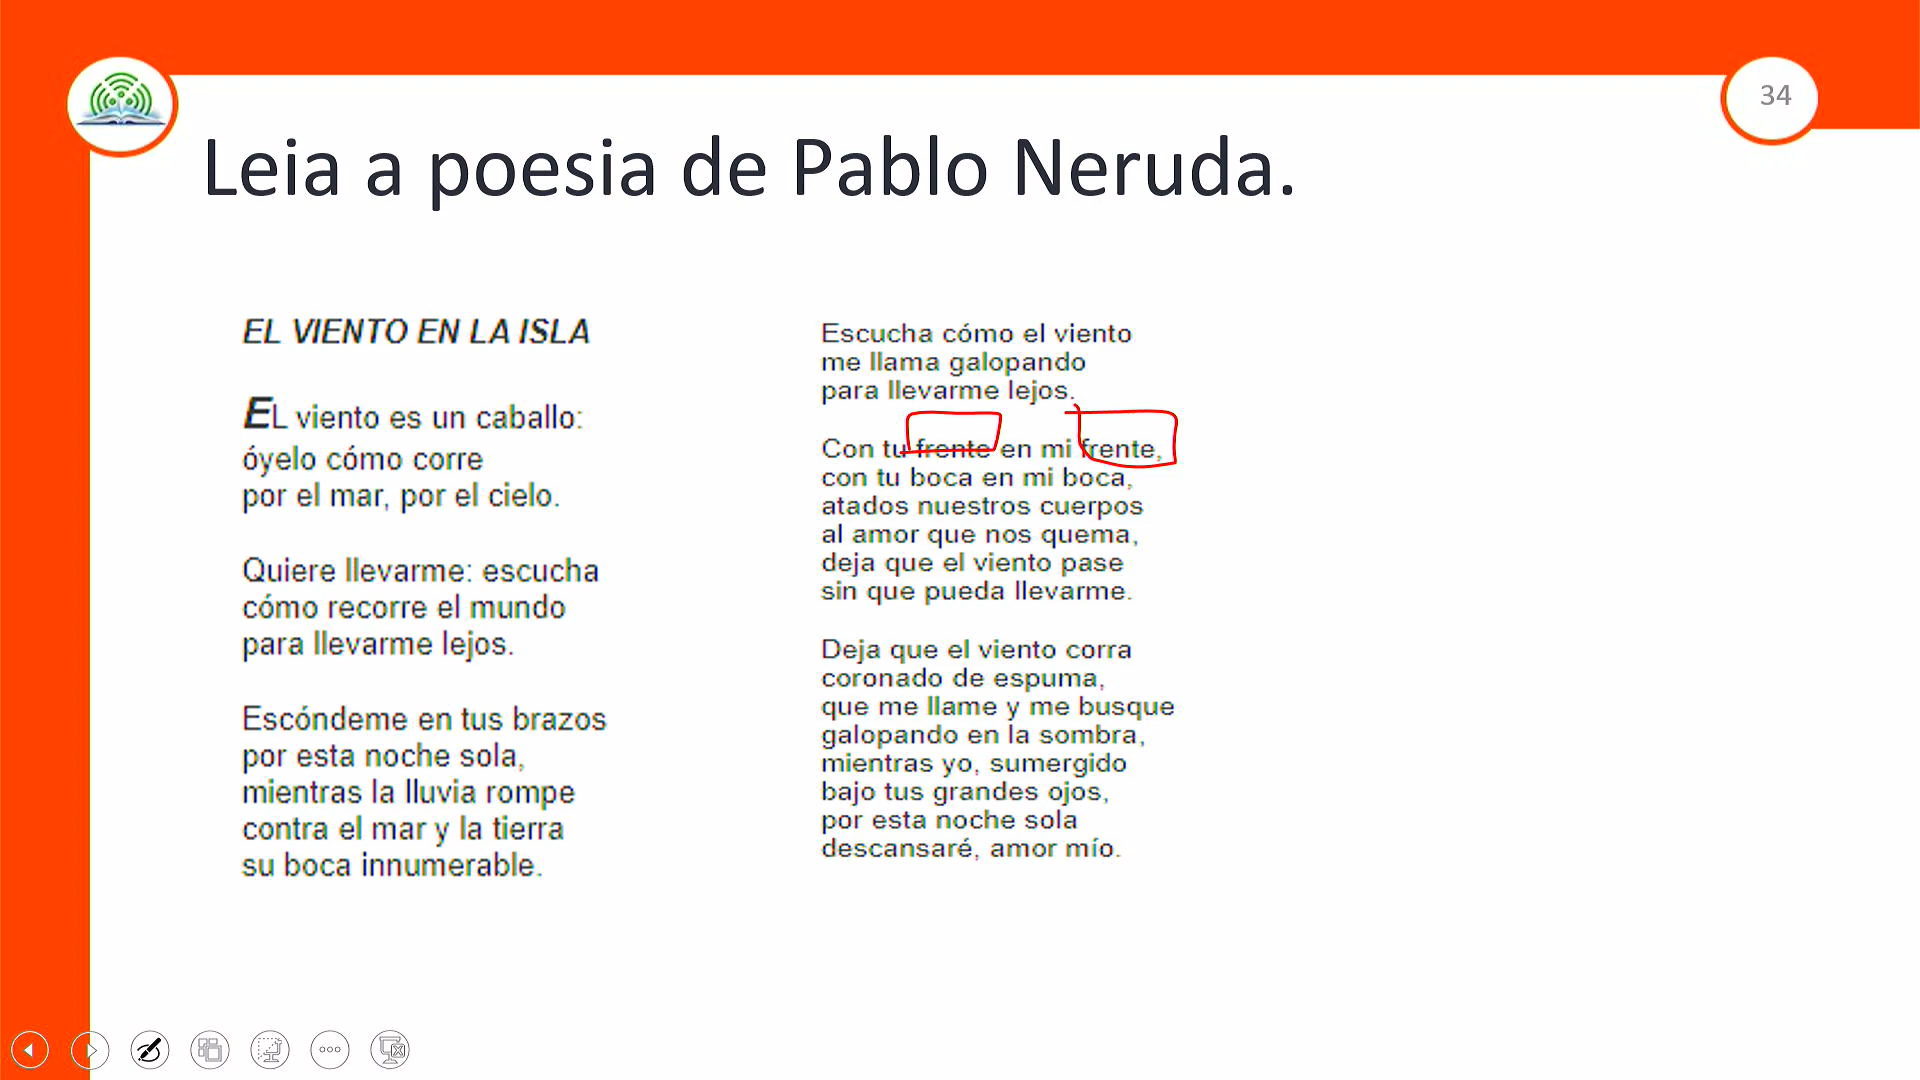 34
Leia a poesia de Pablo Neruda.
EL VIENTO EN LA ISLA
EL viento es un caballo:
óyelo cómo corre
por el mar, por el cielo.
Quiere llevarme: escucha
cómo recorre el mundo
para llevarme lejos.
Escóndeme en tus brazos
por esta noche sola,
mientras la lluvia rompe
contra el mar y la tierra
su boca innumerable.
Escucha cómo el viento
me llama galopando
para llevarme lejos.
Con tu frente en mi frente,
con tu boca en mi boca,
atados nuestros cuerpos
al amor que nos quema,
deja que el viento pase
sin que pueda llevarme.
Deja que el viento corra
coronado de espuma,
que me llame y me busque
galopando en la sombra,
mientras yo, sumergido
bajo tus grandes ojos,
por esta noche sola
descansaré, amor mío.